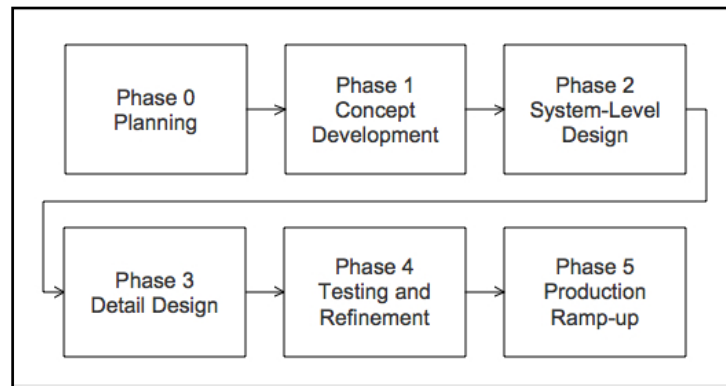 Phase 0
Planning
Phase 1
Concept
Development
Phase 2
System-Level
Design
Phase 3
Detail Design
Phase 4
Testing and
Refinement
Phase 5
Production
Ramp-up